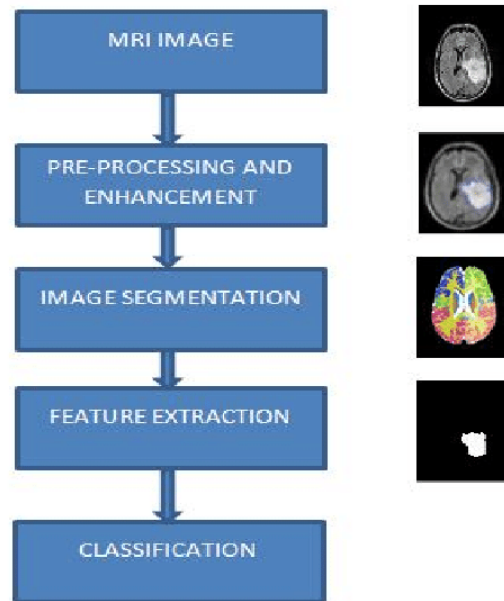 MRI IMAGE
PRE-PROCESSING AND
ENHANCEMENT
IMAGE SEGMENTATION
FEATURE EXTRACTION
CLASSIFICATION